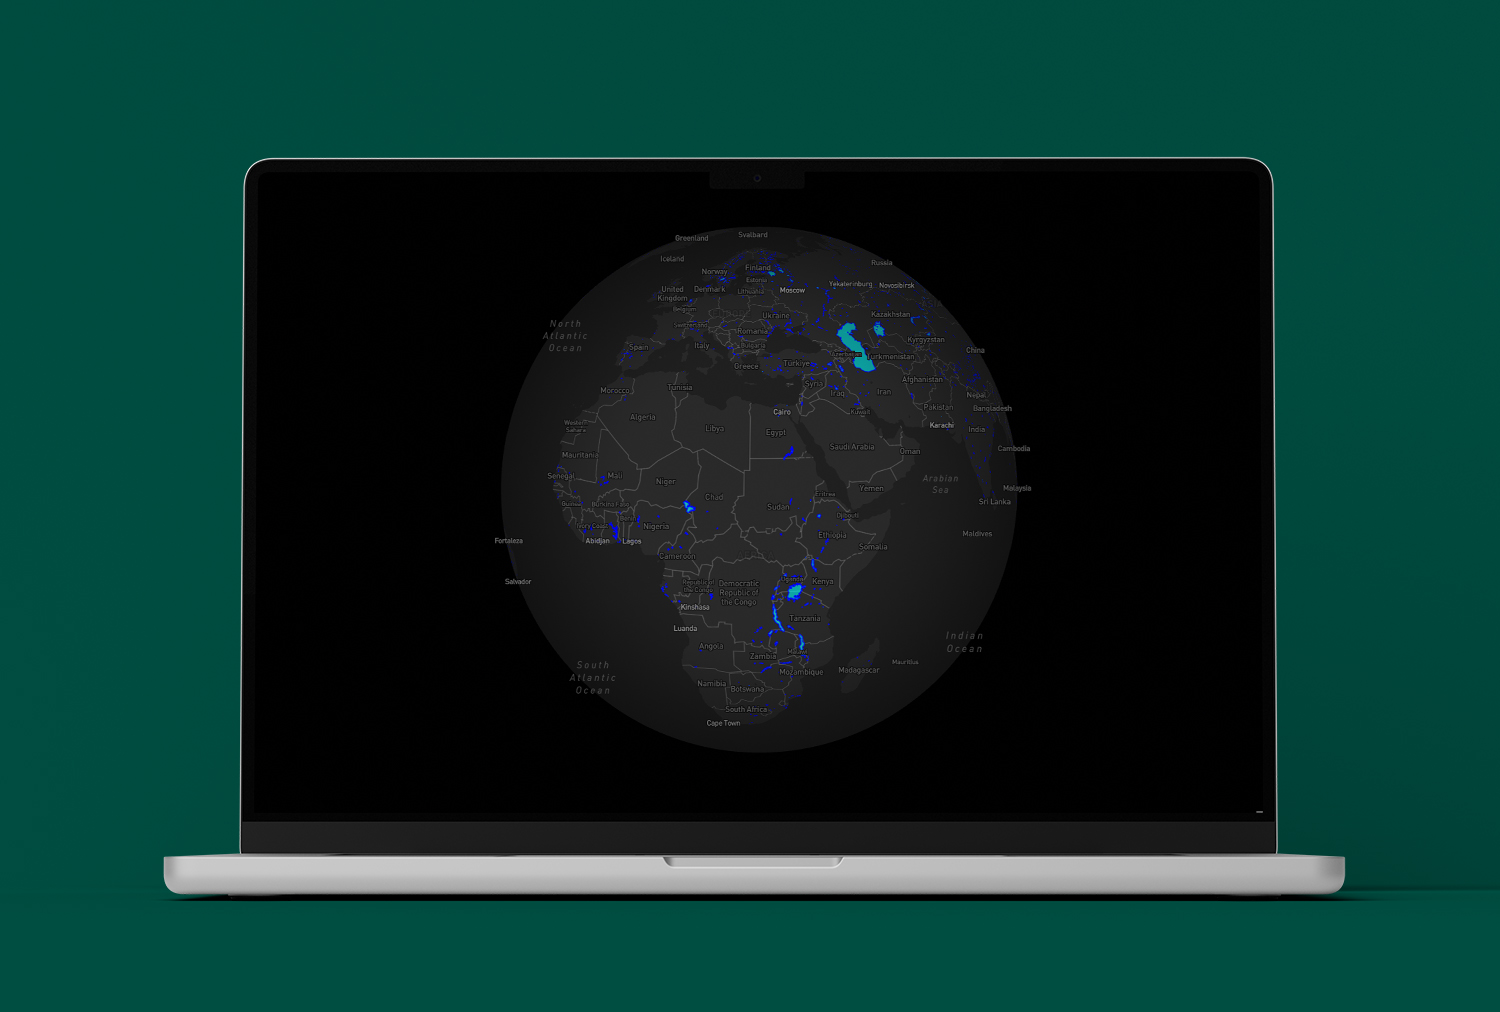 Greenland
Svalbard
Iceland
Russia
Norway
Finland
Estonia
United
Kingdom
Denmark
Lithuania
Moscow
Yekaterinburg
Novosibirsk
Belgium
North
Atlantic
Ocean
Ukraine
Kazakhstan
Switzerland
Romania
Spain
Italy
Bulgaria
Kyrgyzstan
China
Azerbaijan
Turkmenistan
Greece
Türkiye
Morocco
Tunisia
Syria
Iraq
Iran
Afghanistan
Nepal
Algeria
Libya
Cairo
Kuwait
Pakistan
Bangladesh
Western
Sahara
Egypt
Karachi
India
Saudi Arabia
Oman
Cambodia
Mauritania
Senegal
Mali
Niger
Chad
Yemen
Arabian
Sea
Malaysia
Eritrea
Sri Lanka
Guinea
Burkina Faso
Sudan
Benin
Djibouti
Ivory Coast
Nigeria
Ethiopia
Maldives
Fortaleza
Abidjan
Lagos
Somalia
Cameroon
Salvador
Republic of
the Congo
Democratic
Republic of
the Congo
Uganda
Kenya
Kinshasa
Tanzania
Luanda
Indian
Ocean
Angola
Zambia
Malawi
South
Atlantic
Ocean
Mozambique
Madagascar
Mauritius
Namibia
Botswana
South Africa
Cape Town